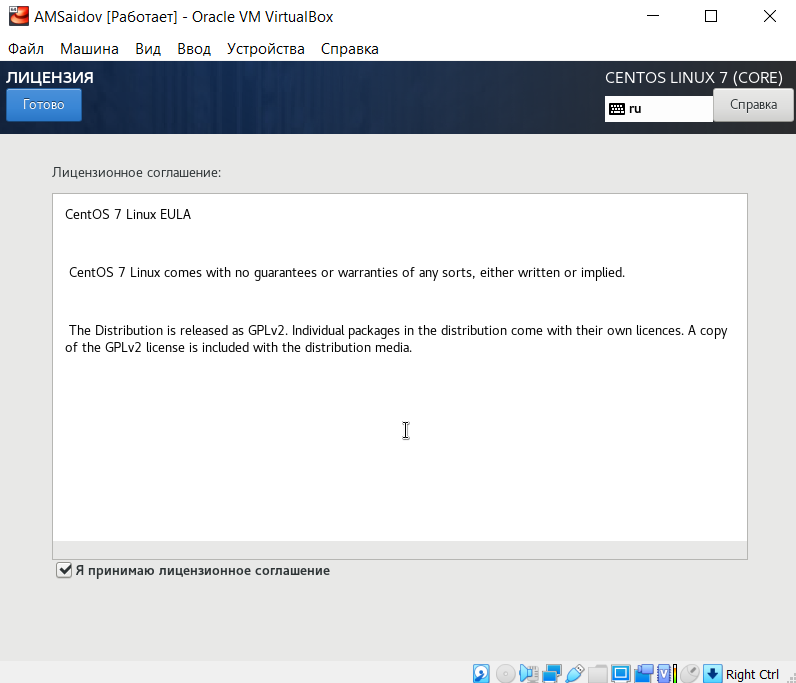 AMSaidov [Работает] - Oracle VM VirtualBox
Файл Машина Вид Ввод Устройства Справка
ЛИЦЕНЗИЯ
CENTOS LINUX 7 (CORE)
Готово
ru
Справка
Лицензионное соглашение:
CentOS 7 Linux EULA
CentOS 7 Linux comes with no guarantees or warranties of any sorts, either written or implied.
The Distribution is released as GPLv2. Individual packages in the distribution come with their own licences. A copy
of the GPLv2 license is included with the distribution media.
Я принимаю лицензионное соглашение
Right Ctrl